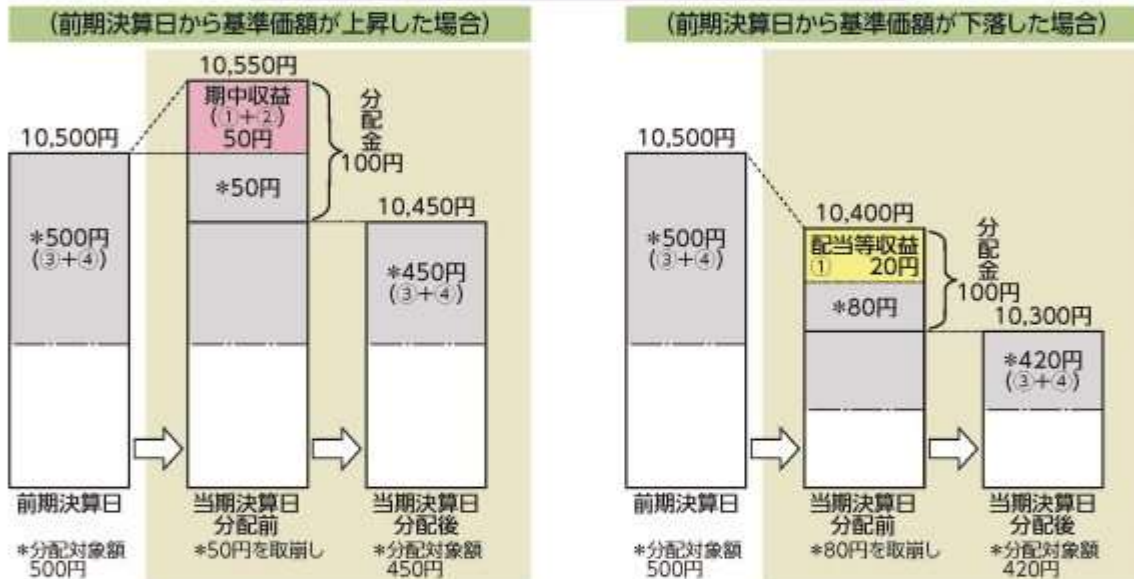 (前期決算日から基準価額が上昇した場合)
10,550円
期中収益
(①+②)
50円
分配金
100円
10,500円
*50円
10,450円
*500円
(③+④)
*450円
(③+④)
前期決算日
当期決算日
分配前
当期決算日
分配後
*分配対象額
500円
*50円を取崩し
*分配対象額
450円
(前期決算日から基準価額が下落した場合)
10,500円
10,400円
配当等収益
① 20円
分配金
100円
*500円
(③+④)
*80円
10,300円
*420円
(③+④)
前期決算日
当期決算日
分配前
当期決算日
分配後
*分配対象額
500円
*80円を取崩し
*分配対象額
420円